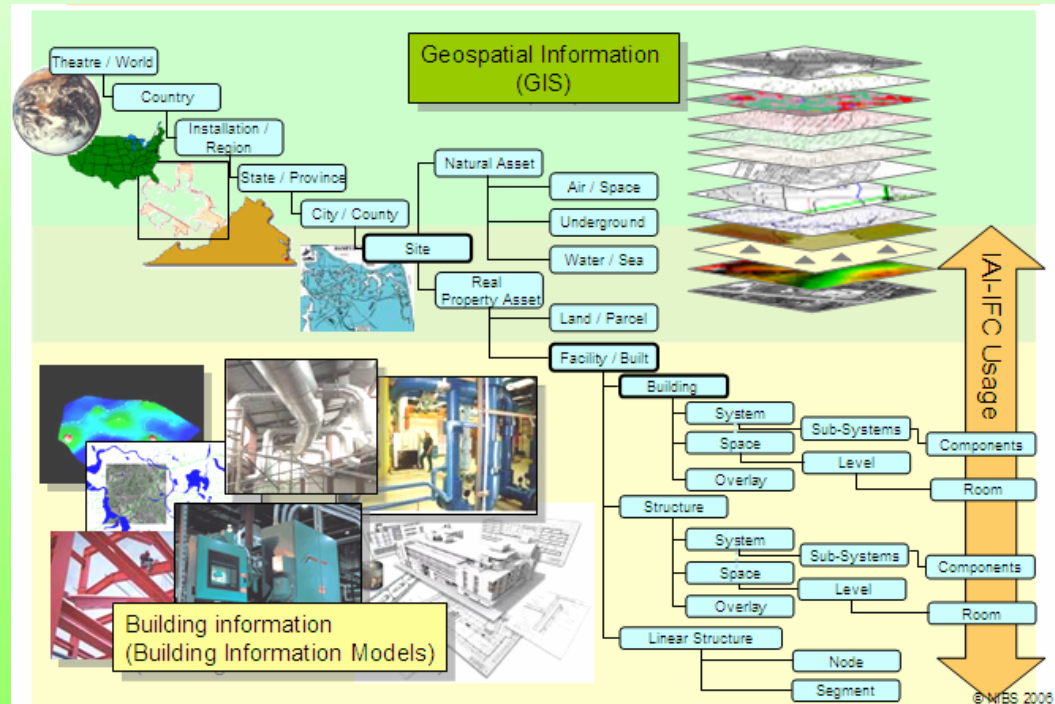 Theatre / World
Country
Installation /
Region
State / Province
City / County
Site
Geospatial Information
(GIS)
Natural Asset
Air / Space
Underground
Water / Sea
Real
Property Asset
Land / Parcel
Facility / Built
Building
System
Sub-Systems
Components
Space
Level
Room
Overlay
Structure
System
Sub-Systems
Components
Space
Level
Room
Overlay
Linear Structure
Node
Segment
IAI-IFC Usage
Building information
(Building Information Models)
© NIBS 2006